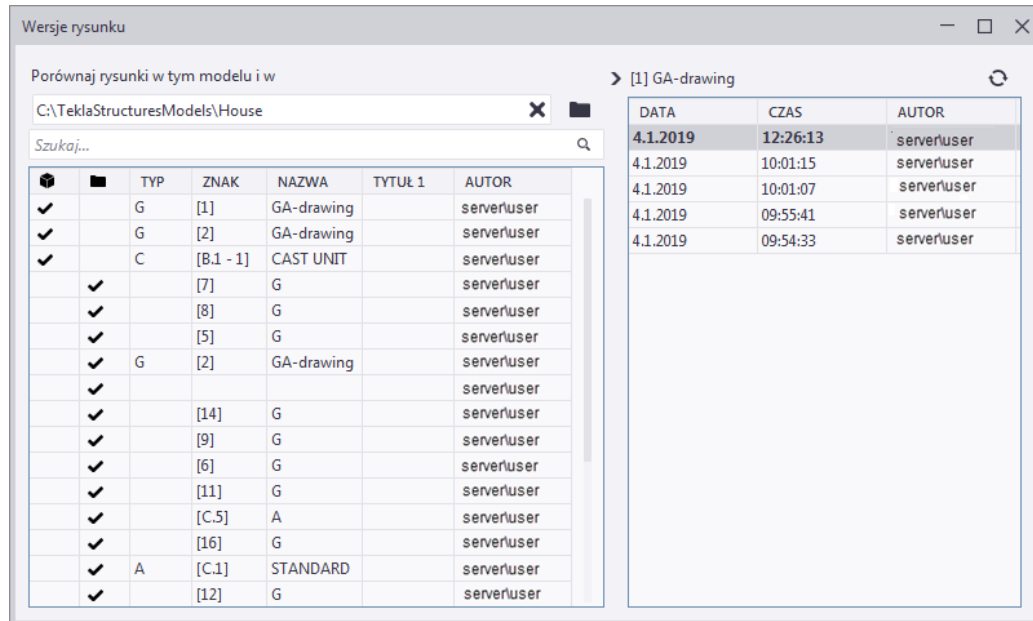 Wersje rysunku
Porównaj rysunki w tym modelu i w
C:\TeklaStructuresModels\House
Szukaj...
TYP ZNAK NAZWA TYTUŁ 1 AUTOR
G [1] GA-drawing server\user
G [2] GA-drawing server\user
C [B.1 - 1] CAST UNIT server\user
[7] G server\user
[8] G server\user
[5] G server\user
G [2] GA-drawing server\user
server\user
[14] G server\user
[9] G server\user
[6] G server\user
[11] G server\user
[C.5] A server\user
[16] G server\user
A [C.1] STANDARD server\user
[12] G server\user
[1] GA-drawing
DATA CZAS AUTOR
4.1.2019 12:26:13 server\user
4.1.2019 10:01:15 server\user
4.1.2019 10:01:07 server\user
4.1.2019 09:55:41 server\user
4.1.2019 09:54:33 server\user